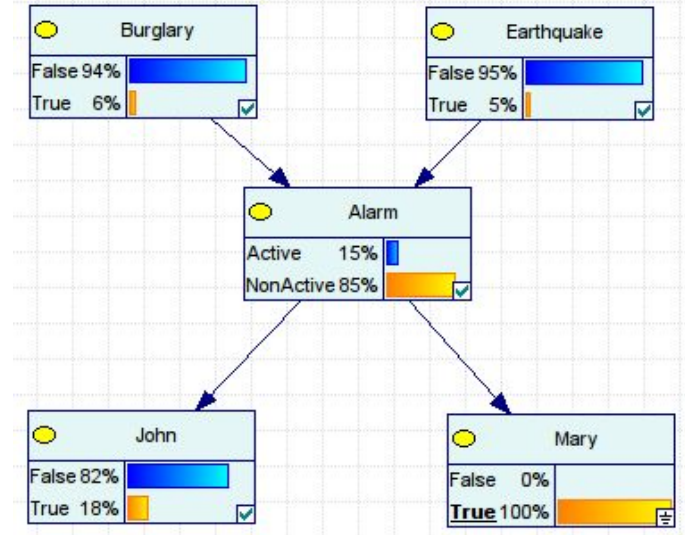 Burglary
False 94%
True 6%
Earthquake
False 95%
True 5%
Alarm
Active 15%
NonActive 85%
John
False 82%
True 18%
Mary
False 0%
True 100%